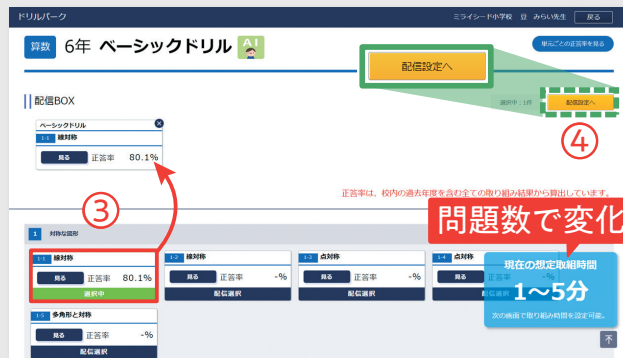 ドリルパーク
ミライシード小学校 豆 みらい先生 戻る
算数 6年 ベーシックドリル AI
単元ごとの正答率を見る
配信設定へ
配信BOX
選択中:1件 配信設定へ
ベーシックドリル
1-1 線対称
見る 正答率 80.1%
④
正答率は、校内の過去年度を含む全ての取り組み結果から算出しています。
③
問題数で変化
1 対称な図形
1-1 線対称
見る 正答率 80.1%
選択中
1-2 線対称
見る 正答率 -%
配信選択
1-3 点対称
見る 正答率 -%
配信選択
1-4 点対称
見る
現在の想定取組時間
1〜5分
次の画面で取り組み時間を設定可能。
1-5 多角形と対称
見る 正答率 -%
配信選択